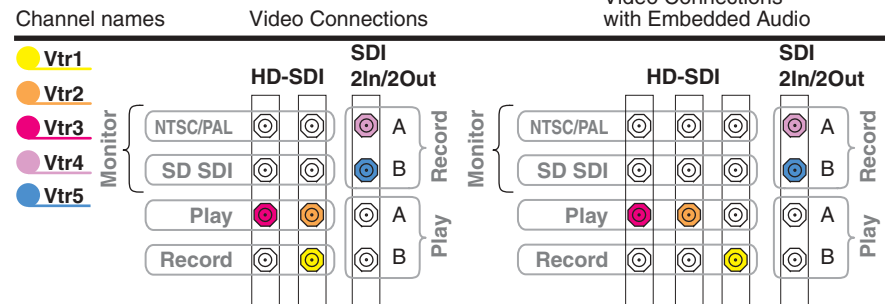 Video Connections
Channel names Video Connections with Embedded Audio
Vtr1
Vtr2
Vtr3
Vtr4
Vtr5
HD-SDI
SDI
2In/2Out
Monitor
NTSC/PAL
SD SDI
Play
Record
A
B
Record
A
B
Play
HD-SDI
SDI
2In/2Out
Monitor
NTSC/PAL
SD SDI
Play
Record
A
B
Record
A
B
Play